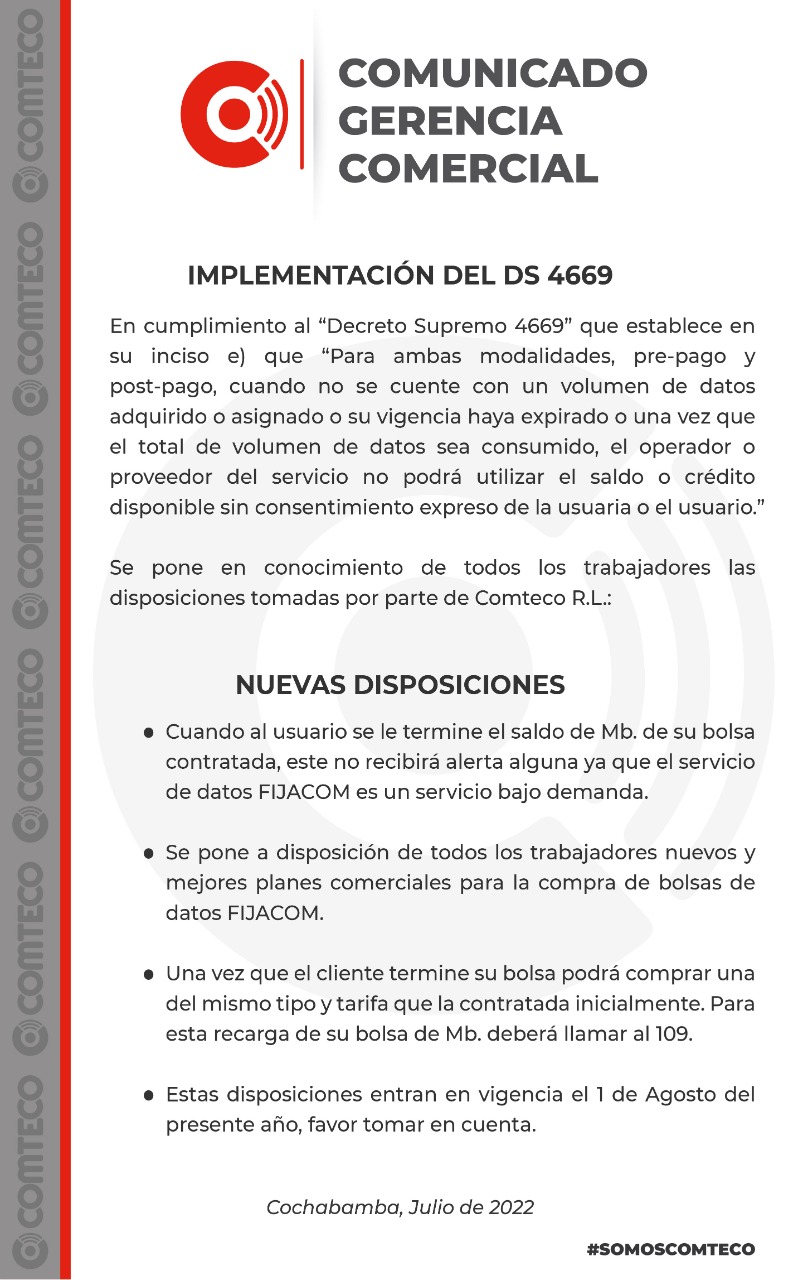 COMUNICADO
GERENCIA
COMERCIAL
IMPLEMENTACIÓN DEL DS 4669
En cumplimiento al “Decreto Supremo 4669” que establece en
su inciso e) que “Para ambas modalidades, pre-pago y
post-pago, cuando no se cuente con un volumen de datos
adquirido o asignado o su vigencia haya expirado o una vez que
el total de volumen de datos sea consumido, el operador o
proveedor del servicio no podrá utilizar el saldo o crédito
disponible sin consentimiento expreso de la usuaria o el usuario.”
Se pone en conocimiento de todos los trabajadores las
disposiciones tomadas por parte de Comteco R.L.:
NUEVAS DISPOSICIONES
● Cuando al usuario se le termine el saldo de Mb. de su bolsa
contratada, este no recibirá alerta alguna ya que el servicio
de datos FIJACOM es un servicio bajo demanda.
● Se pone a disposición de todos los trabajadores nuevos y
mejores planes comerciales para la compra de bolsas de
datos FIJACOM.
● Una vez que el cliente termine su bolsa podrá comprar una
del mismo tipo y tarifa que la contratada inicialmente. Para
esta recarga de su bolsa de Mb. deberá llamar al 109.
● Estas disposiciones entran en vigencia el 1 de Agosto del
presente año, favor tomar en cuenta.
Cochabamba, Julio de 2022
#SOMOSCOMTECO
COMTECO
COMTECO
COMTECO
COMTECO
COMTECO
COMTECO